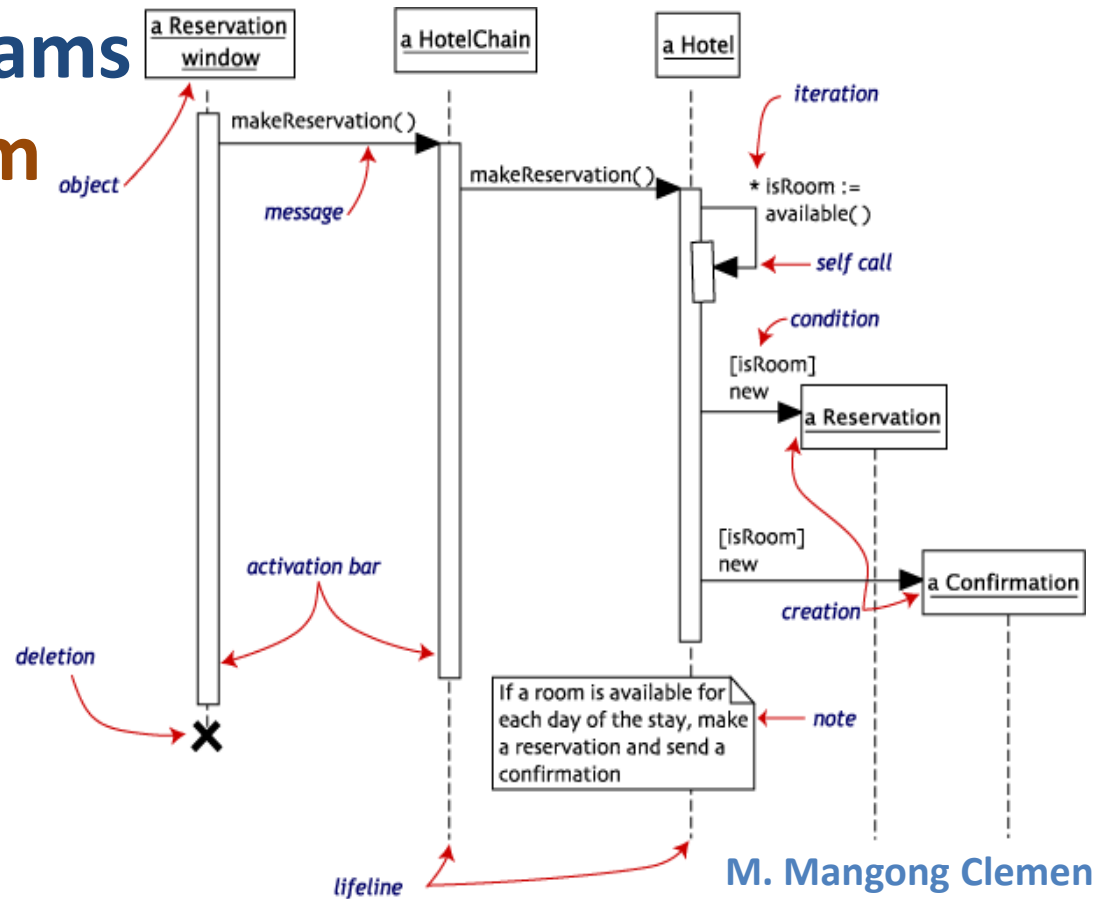 ams
m
a Reservation
window
a HotelChain
a Hotel
iteration
makeReservation()
object
message
makeReservation()
* isRoom :=
available()
self call
condition
[isRoom]
new
a Reservation
[isRoom]
new
a Confirmation
activation bar
creation
deletion
If a room is available for
each day of the stay, make
a reservation and send a
confirmation
note
lifeline
M. Mangong Clemen